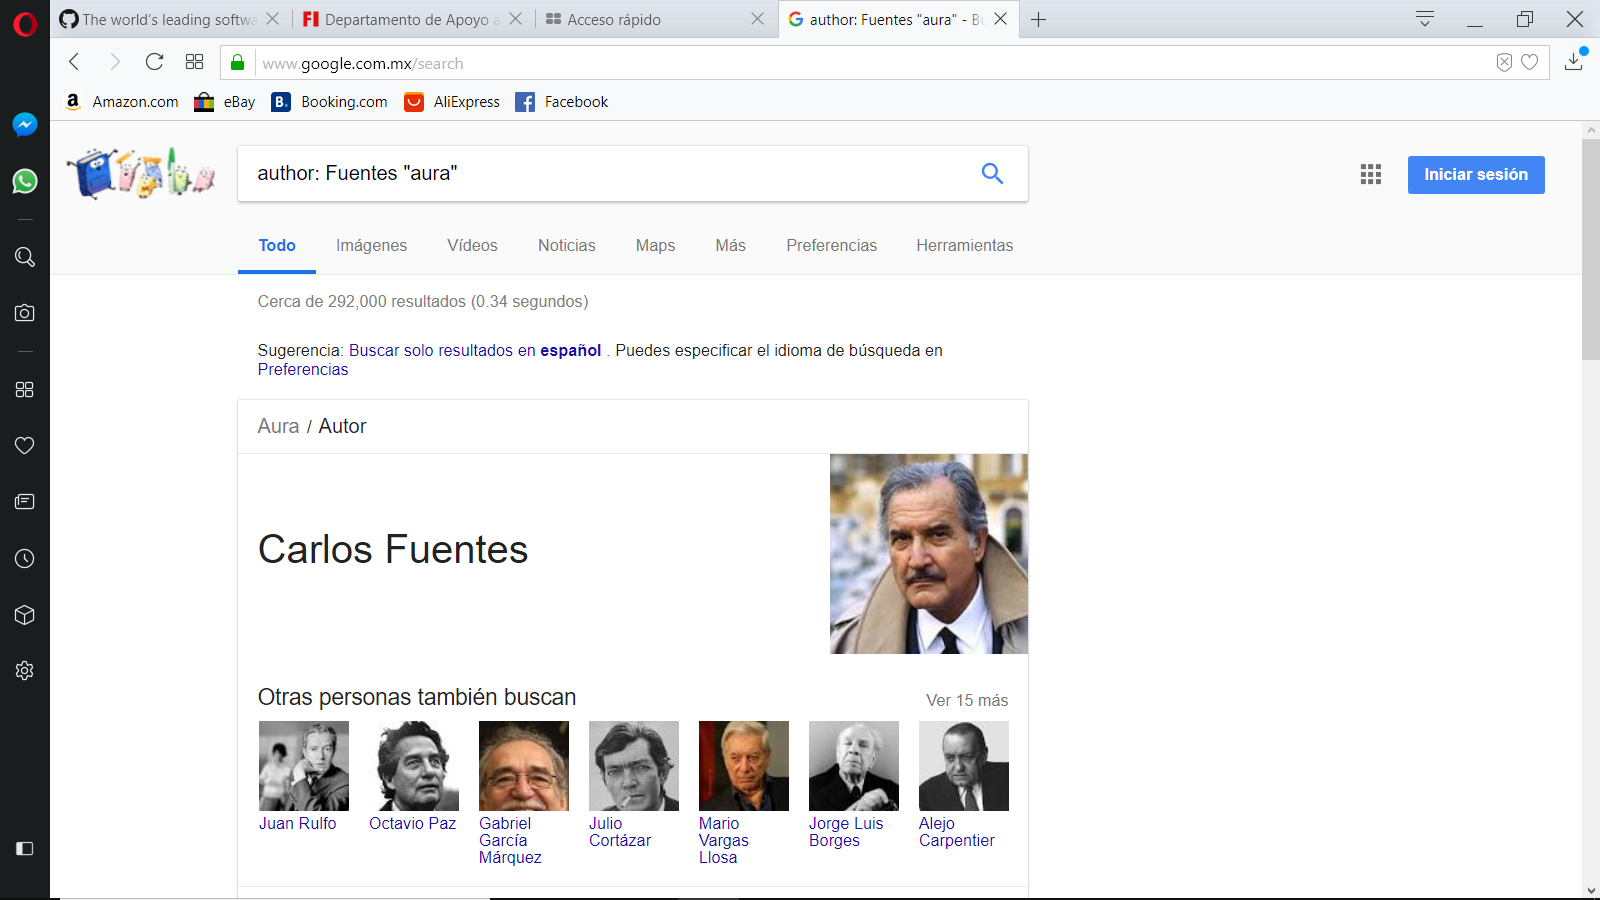 The world's leading softwa
Departamento de Apoyo a
Acceso rápido
author: Fuentes "aura" - Bu
www.google.com.mx/search
Amazon.com
eBay
Booking.com
AliExpress
Facebook
author: Fuentes "aura"
Iniciar sesión
Todo
Imágenes
Vídeos
Noticias
Maps
Más
Preferencias
Herramientas
Cerca de 292,000 resultados (0.34 segundos)
Sugerencia: Buscar solo resultados en español . Puedes especificar el idioma de búsqueda en
Preferencias
Aura / Autor
Carlos Fuentes
Otras personas también buscan
Ver 15 más
Juan Rulfo
Octavio Paz
Gabriel
García
Márquez
Julio
Cortázar
Mario
Vargas
Llosa
Jorge Luis
Borges
Alejo
Carpentier